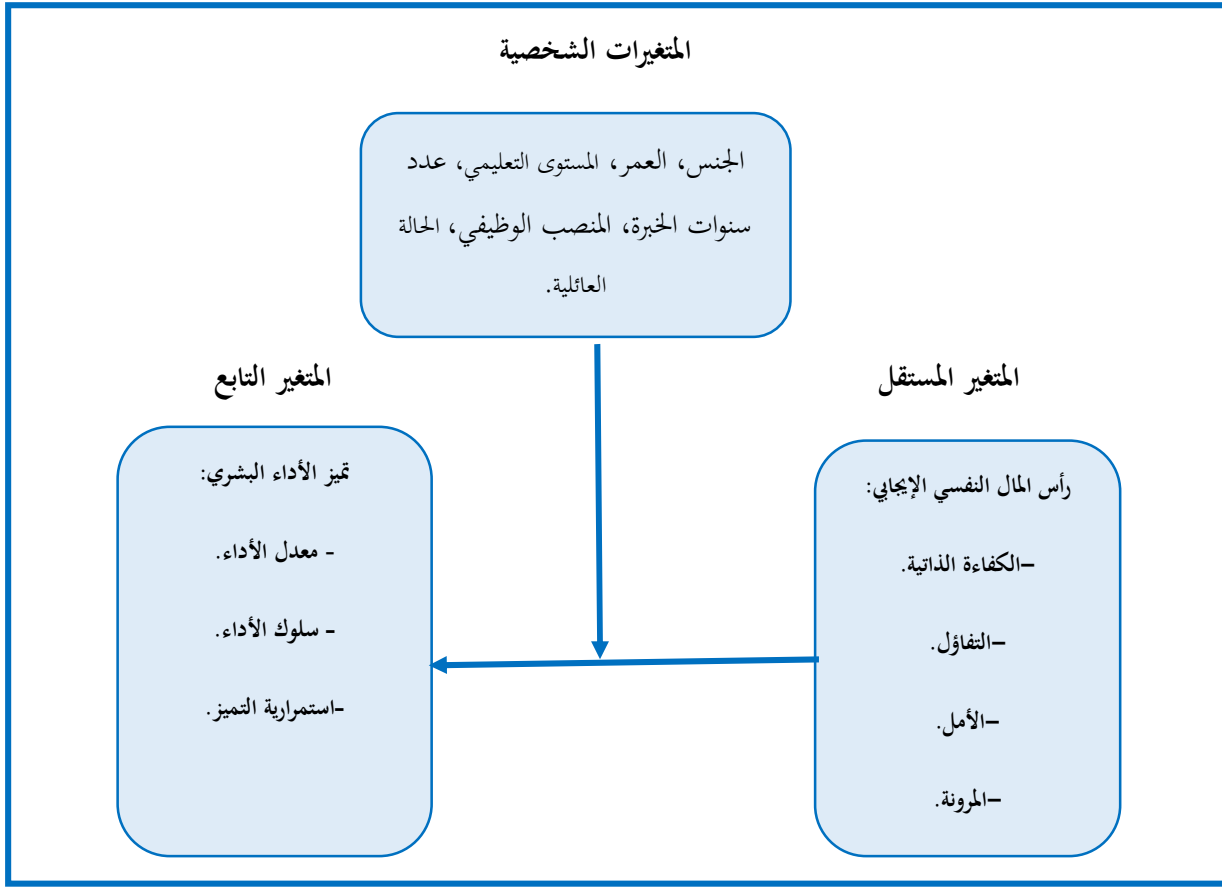 المتغيرات الشخصية
الجنس، العمر، المستوى التعليمي، عدد
سنوات الخبرة، المنصب الوظيفي، الحالة
العائلية.
المتغير المستقل
رأس المال النفسي الإيجابي:
–الكفاءة الذاتية.
–التفاؤل.
–الأمل.
–المرونة.
المتغير التابع
تميز الأداء البشري:
- معدل الأداء.
- سلوك الأداء.
-استمرارية التميز.